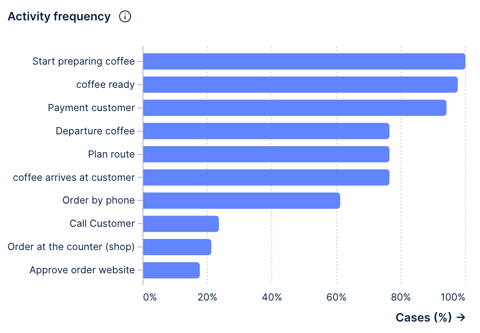 Activity frequency
Start preparing coffee
coffee ready
Payment customer
Departure coffee
Plan route
coffee arrives at customer
Order by phone
Call Customer
Order at the counter (shop)
Approve order website
0% 20% 40% 60% 80% 100%
Cases (%) →